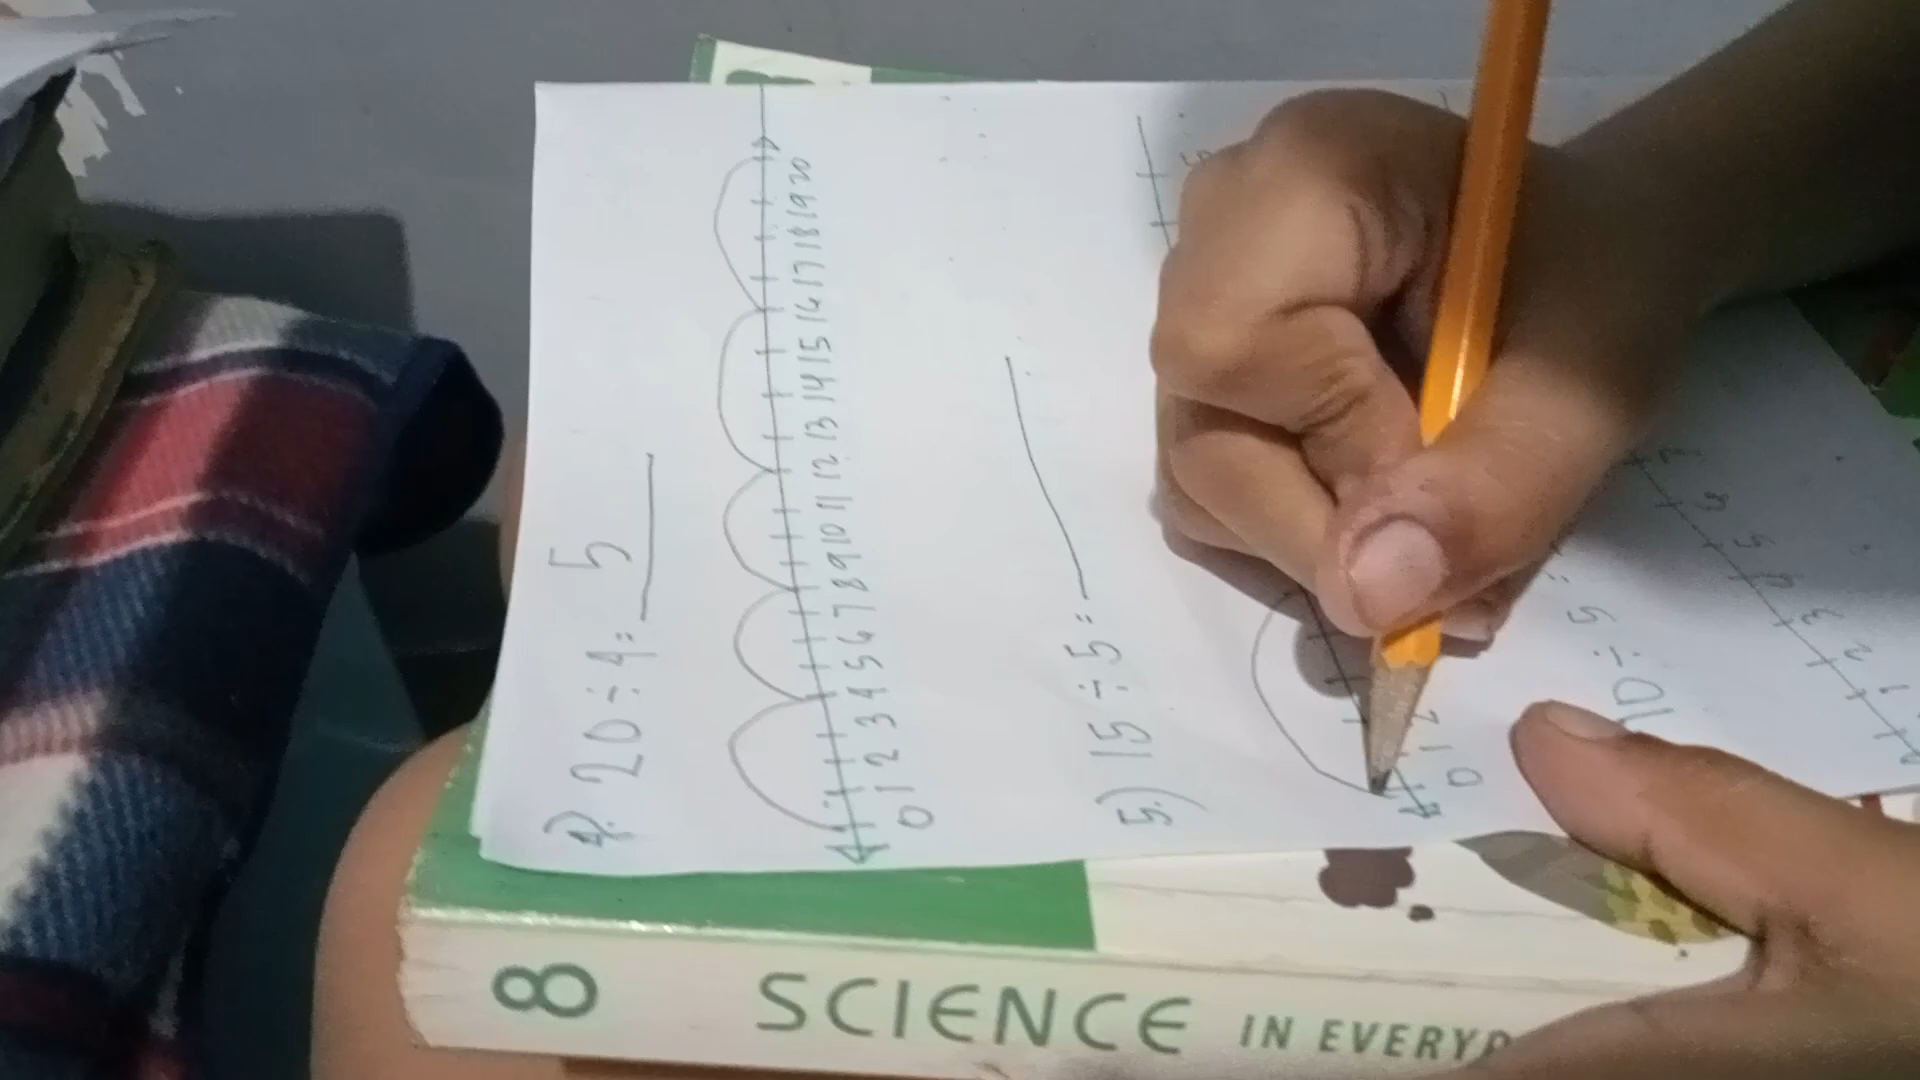 4). 20 ÷ 4 = 5
0 1 2 3 4 5 6 7 8 9 10 11 12 13 14 15 16 17 18 19 20
5.) 15 ÷ 5 =
0 1 2
10 ÷ 5 =
1 2 3 4 5 6 7
8 SCIENCE IN